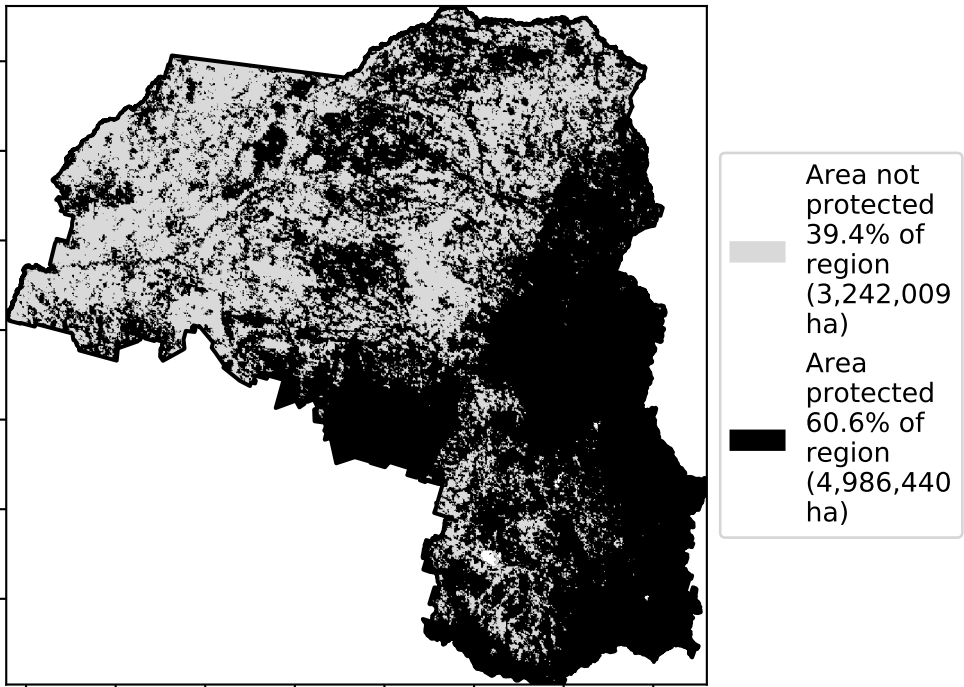 Area not
protected
39.4% of
region
(3,242,009
ha)
Area
protected
60.6% of
region
(4,986,440
ha)